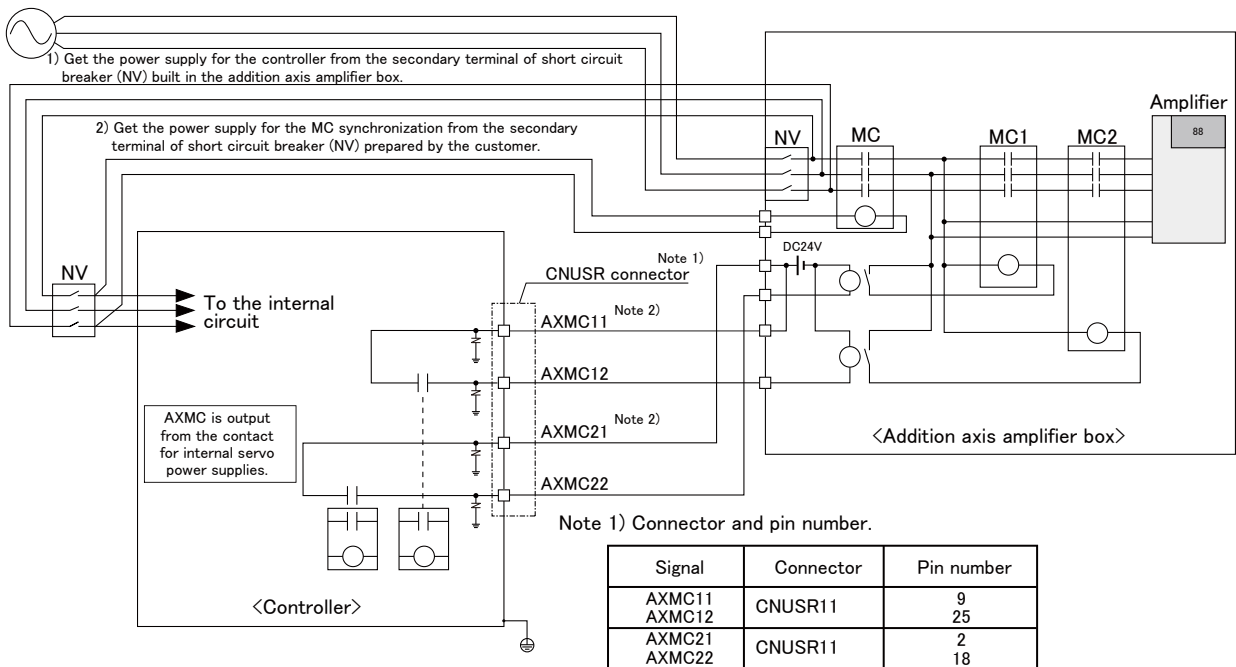 1) Get the power supply for the controller from the secondary terminal of short circuit
breaker (NV) built in the addition axis amplifier box.
2) Get the power supply for the MC synchronization from the secondary
terminal of short circuit breaker (NV) prepared by the customer.
Amplifier
88
NV
MC
MC1
MC2
DC24V
NV
To the internal
circuit
CNUSR connector
Note 1)
AXMC11
Note 2)
AXMC12
AXMC21
Note 2)
AXMC22
AXMC is output
from the contact
for internal servo
power supplies.
<Addition axis amplifier box>
<Controller>
Note 1) Connector and pin number.
Signal Connector Pin number
AXMC11 CNUSR11 9
AXMC12 25
AXMC21 CNUSR11 2
AXMC22 18